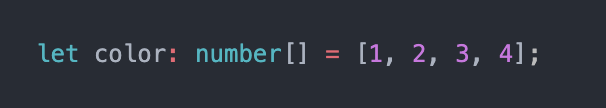 let color: number[] = [1, 2, 3, 4];